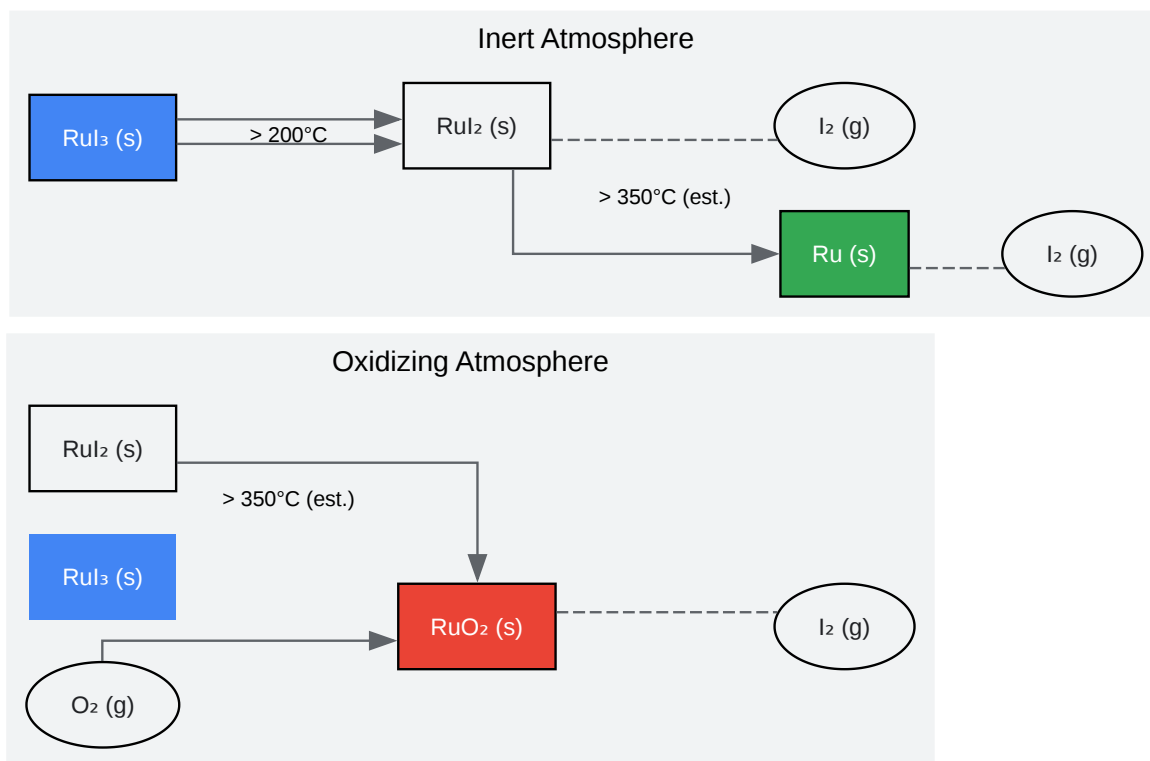 Inert Atmosphere
RuI₃ (s)
> 200°C
RuI₂ (s)
I₂ (g)
> 350°C (est.)
Ru (s)
I₂ (g)
Oxidizing Atmosphere
RuI₂ (s)
> 350°C (est.)
RuI₃ (s)
RuO₂ (s)
I₂ (g)
O₂ (g)